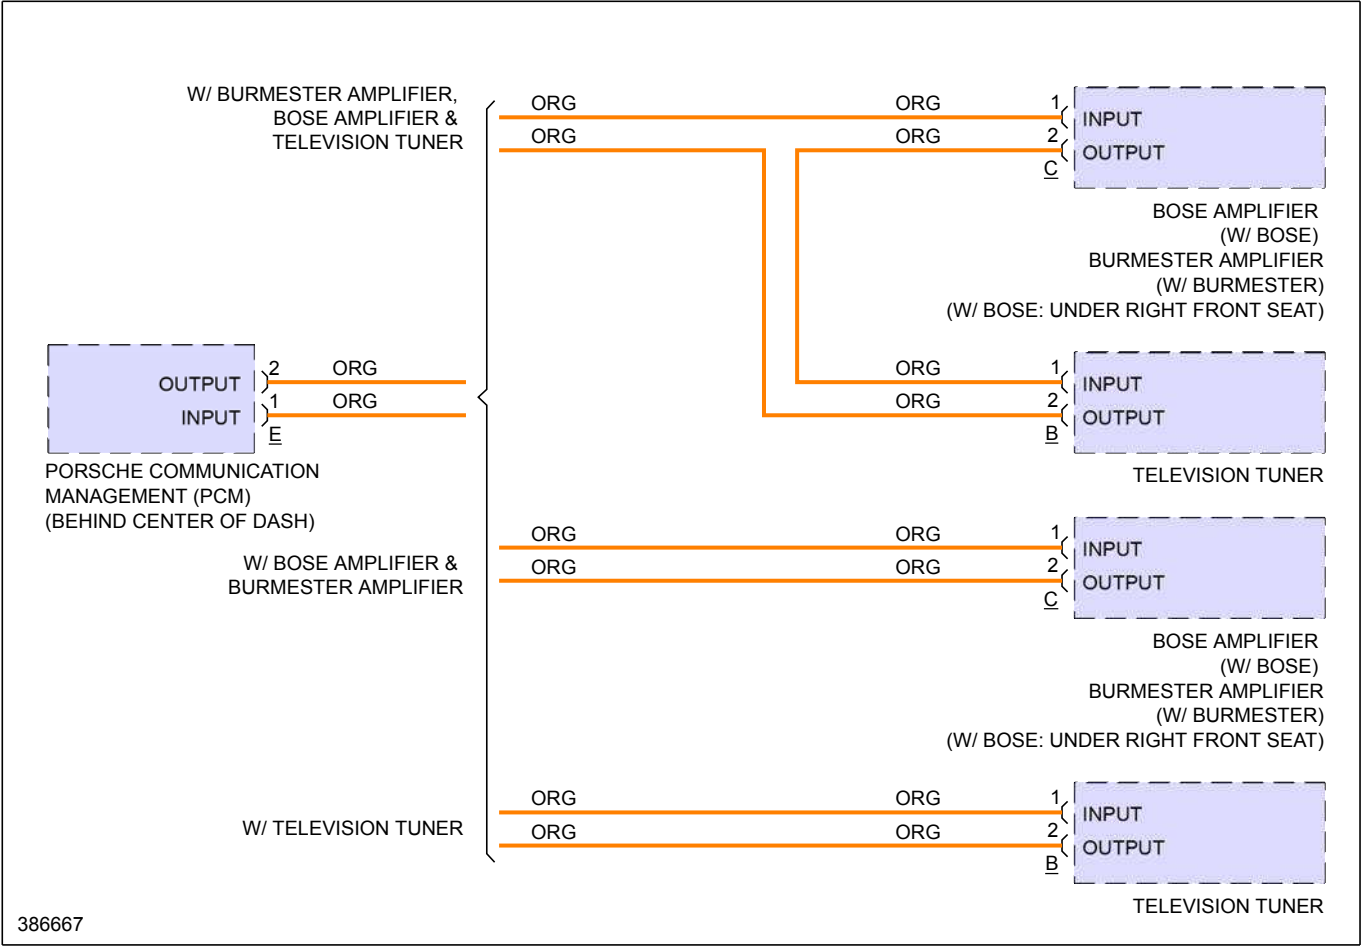 W/ BURMESTER AMPLIFIER,
BOSE AMPLIFIER &
TELEVISION TUNER
ORG ORG 1 INPUT
ORG ORG 2 OUTPUT
C
BOSE AMPLIFIER
(W/ BOSE)
BURMESTER AMPLIFIER
(W/ BURMESTER)
(W/ BOSE: UNDER RIGHT FRONT SEAT)
OUTPUT 2 ORG
INPUT 1 ORG
E
PORSCHE COMMUNICATION
MANAGEMENT (PCM)
(BEHIND CENTER OF DASH)
ORG 1 INPUT
ORG 2 OUTPUT
B
TELEVISION TUNER
W/ BOSE AMPLIFIER &
BURMESTER AMPLIFIER
ORG ORG 1 INPUT
ORG ORG 2 OUTPUT
C
BOSE AMPLIFIER
(W/ BOSE)
BURMESTER AMPLIFIER
(W/ BURMESTER)
(W/ BOSE: UNDER RIGHT FRONT SEAT)
W/ TELEVISION TUNER
ORG ORG 1 INPUT
ORG ORG 2 OUTPUT
B
TELEVISION TUNER
386667